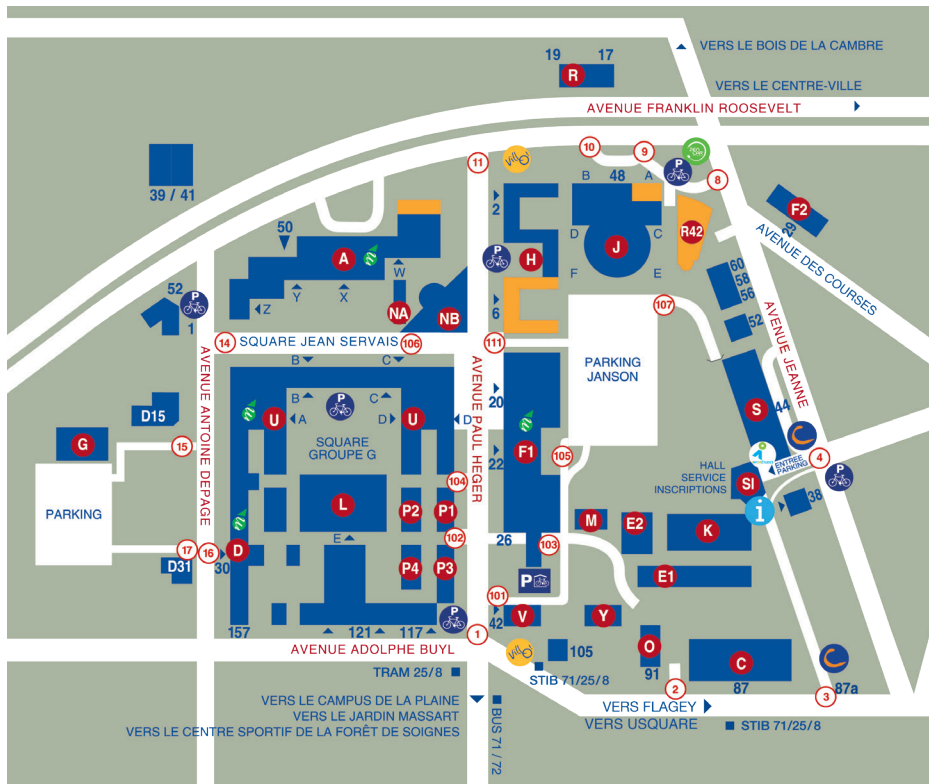 VERS LE BOIS DE LA CAMBRE
19 17
R
VERS LE CENTRE-VILLE
AVENUE FRANKLIN ROOSEVELT
11
Villo!
10
9
P
8
39 / 41
2
B 48 A
F2
29
50
A
W
H
D
J
C
R42
AVENUE DES COURSES
F
E
60
58
56
52
Y
X
Z
NA
NB
6
107
52
P
1
14
SQUARE JEAN SERVAIS
106
111
AVENUE JEANNE
PARKING
JANSON
B
C
AVENUE ANTOINE DEPAGE
AVENUE PAUL HEGER
20
S
44
D15
U
B
C
P
A
D
U
D
G
15
SQUARE
GROUPE G
22
F1
105
HALL
SERVICE
INSCRIPTIONS
ENTREE
PARKING
4
P
SI
104
L
P2
P1
i
38
PARKING
M
E2
K
E
102
26
103
17
16
D
30
D31
P4
P3
P
E1
101
157
121
117
P
1
42
V
Y
O
C
AVENUE ADOLPHE BUYL
Villo!
105
91
87
2
87a
3
TRAM 25/8
STIB 71/25/8
VERS LE CAMPUS DE LA PLAINE
VERS LE JARDIN MASSART
VERS LE CENTRE SPORTIF DE LA FORÊT DE SOIGNES
BUS 71 / 72
VERS FLAGEY
VERS USQUARE
STIB 71/25/8